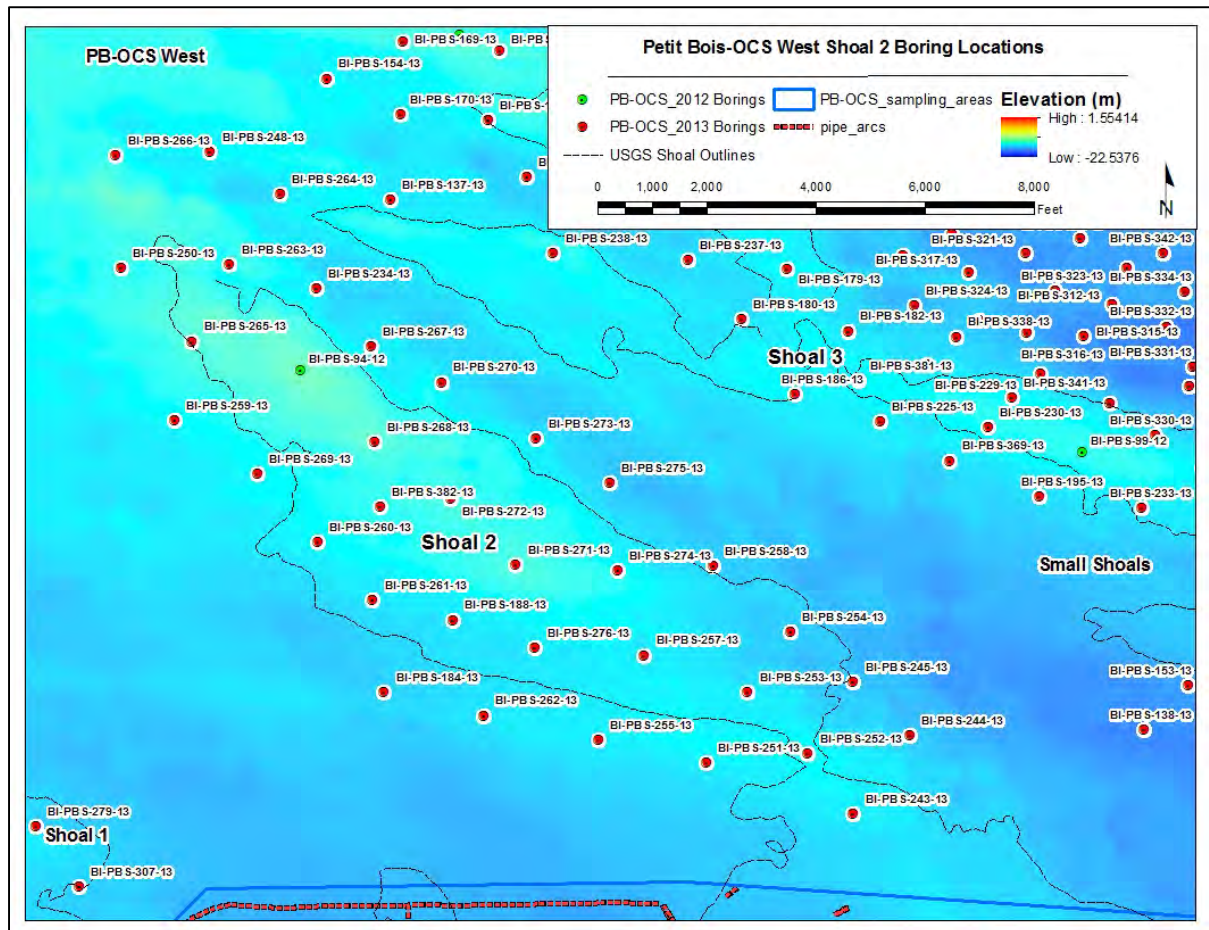 PB-OCS West
Petit Bois-OCS West Shoal 2 Boring Locations
PB-OCS_2012 Borings
PB-OCS_sampling_areas
Elevation (m)
PB-OCS_2013 Borings
pipe_arcs
High : 1.55414
USGS Shoal Outlines
Low : -22.5376
0 1,000 2,000 4,000 6,000 8,000
Feet
N
BI-PBS-169-13
BI-PBS-154-13
BI-PBS-170-13
BI-PBS-266-13
BI-PBS-248-13
BI-PBS-264-13
BI-PBS-137-13
BI-PBS-238-13
BI-PBS-237-13
BI-PBS-321-13
BI-PBS-342-13
BI-PBS-250-13
BI-PBS-263-13
BI-PBS-234-13
BI-PBS-179-13
BI-PBS-317-13
BI-PBS-323-13
BI-PBS-334-13
BI-PBS-324-13
BI-PBS-312-13
BI-PBS-180-13
BI-PBS-182-13
BI-PBS-332-13
BI-PBS-265-13
BI-PBS-267-13
BI-PBS-338-13
BI-PBS-315-13
BI-PBS-94-12
Shoal 3
BI-PBS-316-13
BI-PBS-331-13
BI-PBS-270-13
BI-PBS-381-13
BI-PBS-186-13
BI-PBS-229-13
BI-PBS-341-13
BI-PBS-259-13
BI-PBS-225-13
BI-PBS-230-13
BI-PBS-330-13
BI-PBS-268-13
BI-PBS-273-13
BI-PBS-99-12
BI-PBS-269-13
BI-PBS-369-13
BI-PBS-275-13
BI-PBS-382-13
BI-PBS-195-13
BI-PBS-272-13
BI-PBS-233-13
BI-PBS-260-13
Shoal 2
BI-PBS-271-13
BI-PBS-274-13
BI-PBS-258-13
Small Shoals
BI-PBS-261-13
BI-PBS-188-13
BI-PBS-254-13
BI-PBS-276-13
BI-PBS-257-13
BI-PBS-245-13
BI-PBS-153-13
BI-PBS-184-13
BI-PBS-253-13
BI-PBS-262-13
BI-PBS-244-13
BI-PBS-138-13
BI-PBS-255-13
BI-PBS-251-13
BI-PBS-252-13
BI-PBS-243-13
BI-PBS-279-13
Shoal 1
BI-PBS-307-13